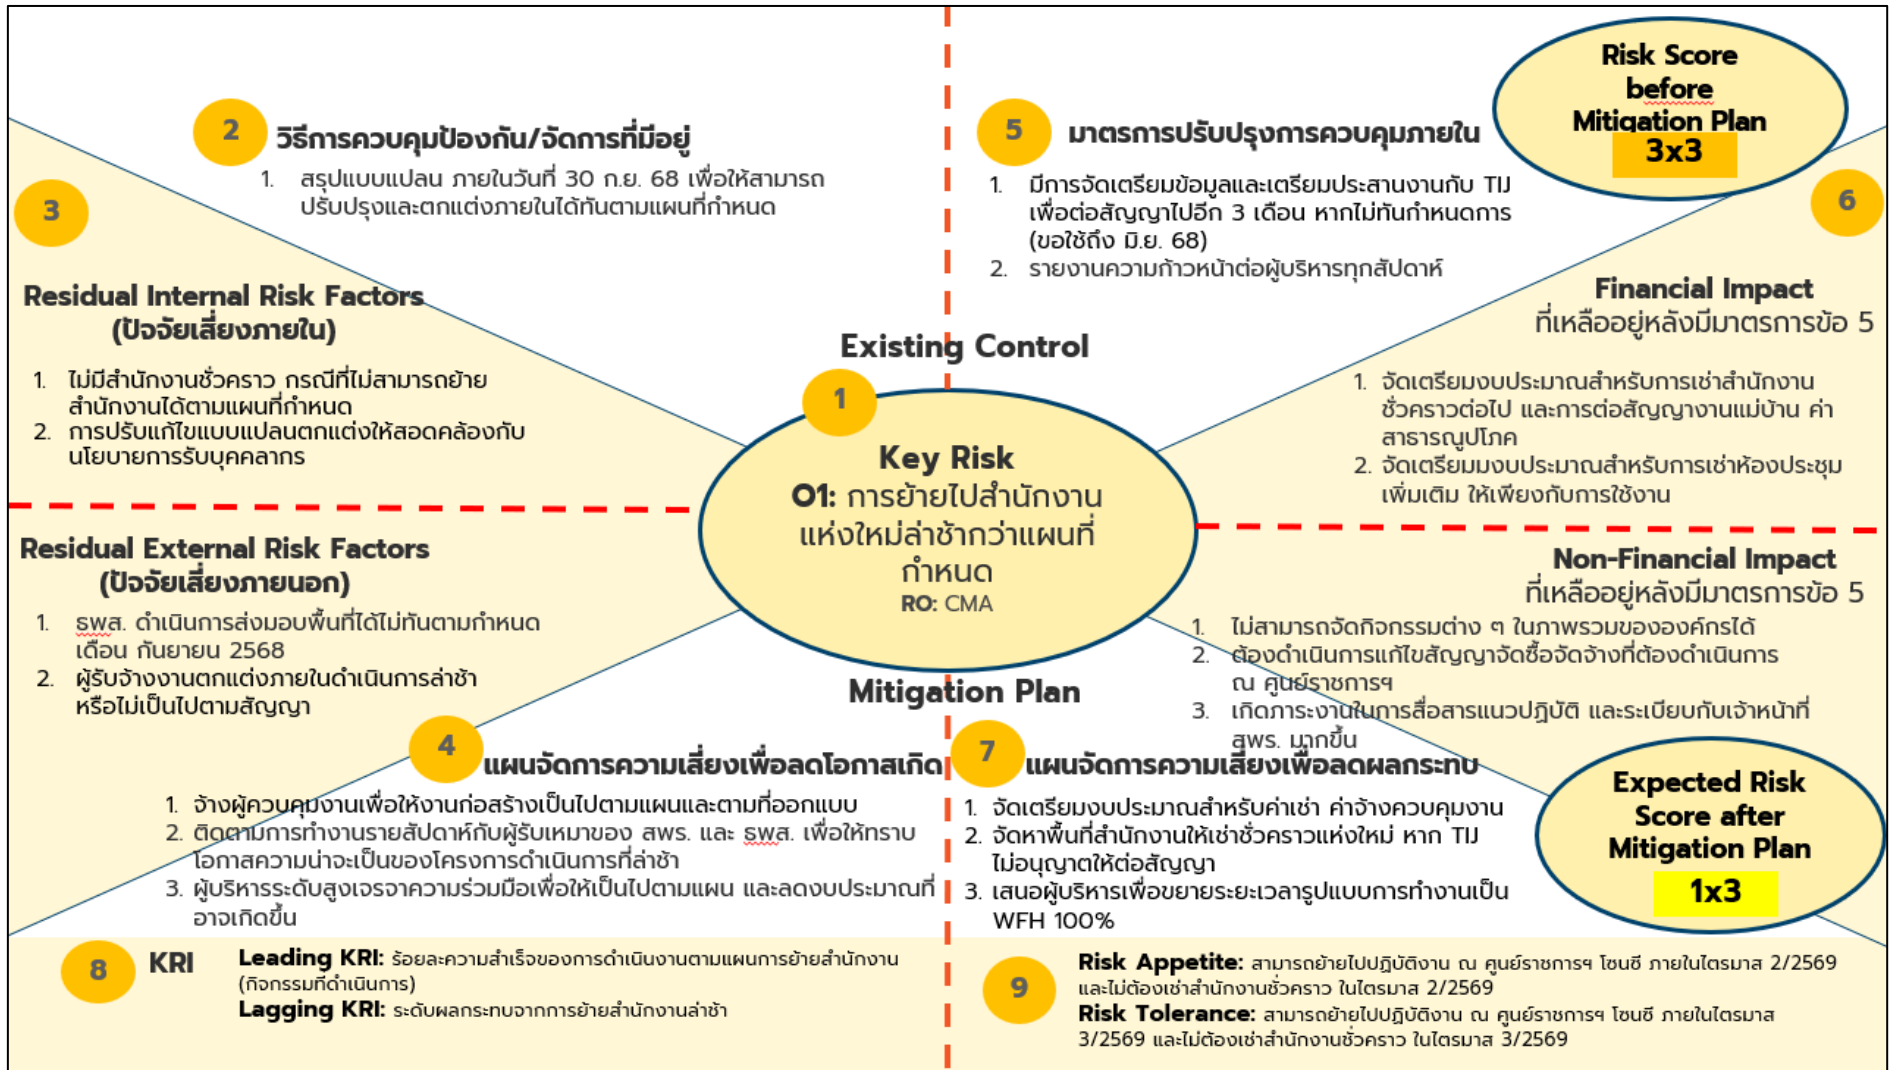 Risk Score
before
Mitigation Plan
3x3
2
วิธีการควบคุมป้องกัน/จัดการที่มีอยู่
1. สรุปแบบแปลน ภายในวันที่ 30 ก.ย. 68 เพื่อให้สามารถ
ปรับปรุงและตกแต่งภายในได้ทันตามแผนที่กำหนด
5
มาตรการปรับปรุงการควบคุมภายใน
1. มีการจัดเตรียมข้อมูลและเตรียมประสานงานกับ TIJ
เพื่อต่อสัญญาไปอีก 3 เดือน หากไม่ทันกำหนดการ
(ขอใช้ถึง มิ.ย. 68)
2. รายงานความก้าวหน้าต่อผู้บริหารทุกสัปดาห์
3
Residual Internal Risk Factors
(ปัจจัยเสี่ยงภายใน)
1. ไม่มีสำนักงานชั่วคราว กรณีที่ไม่สามารถย้าย
สำนักงานได้ตามแผนที่กำหนด
2. การปรับแก้ไขแบบแปลนตกแต่งให้สอดคล้องกับ
นโยบายการรับบุคคลากร
6
Financial Impact
ที่เหลืออยู่หลังมีมาตรการข้อ 5
1. จัดเตรียมงบประมาณสำหรับการเช่าสำนักงาน
ชั่วคราวต่อไป และการต่อสัญญางานแม่บ้าน ค่า
สาธารณูปโภค
2. จัดเตรียมมงบประมาณสำหรับการเช่าห้องประชุม
เพิ่มเติม ให้เพียงกับการใช้งาน
Existing Control
1
Key Risk
O1: การย้ายไปสำนักงาน
แห่งใหม่ล่าช้ากว่าแผนที่
กำหนด
RO: CMA
Mitigation Plan
Residual External Risk Factors
(ปัจจัยเสี่ยงภายนอก)
1. ธพส. ดำเนินการส่งมอบพื้นที่ได้ไม่ทันตามกำหนด
เดือน กันยายน 2568
2. ผู้รับจ้างงานตกแต่งภายในดำเนินการล่าช้า
หรือไม่เป็นไปตามสัญญา
Non-Financial Impact
ที่เหลืออยู่หลังมีมาตรการข้อ 5
1. ไม่สามารถจัดกิจกรรมต่าง ๆ ในภาพรวมขององค์กรได้
2. ต้องดำเนินการแก้ไขสัญญาจัดซื้อจัดจ้างที่ต้องดำเนินการ
ณ ศูนย์ราชการฯ
3. เกิดภาระงานในการสื่อสารแนวปฏิบัติ และระเบียบกับเจ้าหน้าที่
สพร. มากขึ้น
4
แผนจัดการความเสี่ยงเพื่อลดโอกาสเกิด
1. จ้างผู้ควบคุมงานเพื่อให้งานก่อสร้างเป็นไปตามแผนและตามที่ออกแบบ
2. ติดตามการทำงานรายสัปดาห์กับผู้รับเหมาของ สพร. และ ธพส. เพื่อให้ทราบ
โอกาสความน่าจะเป็นของโครงการดำเนินการที่ล่าช้า
3. ผู้บริหารระดับสูงเจรจาความร่วมมือเพื่อให้เป็นไปตามแผน และลดงบประมาณที่
อาจเกิดขึ้น
7
แผนจัดการความเสี่ยงเพื่อลดผลกระทบ
1. จัดเตรียมงบประมาณสำหรับค่าเช่า ค่าจ้างควบคุมงาน
2. จัดหาพื้นที่สำนักงานให้เช่าชั่วคราวแห่งใหม่ หาก TIJ
ไม่อนุญาตให้ต่อสัญญา
3. เสนอผู้บริหารเพื่อขยายระยะเวลารูปแบบการทำงานเป็น
WFH 100%
Expected Risk
Score after
Mitigation Plan
1x3
8
KRI
Leading KRI: ร้อยละความสำเร็จของการดำเนินงานตามแผนการย้ายสำนักงาน
(กิจกรรมที่ดำเนินการ)
Lagging KRI: ระดับผลกระทบจากการย้ายสำนักงานล่าช้า
9
Risk Appetite: สามารถย้ายไปปฏิบัติงาน ณ ศูนย์ราชการฯ โซนซี ภายในไตรมาส 2/2569
และไม่ต้องเช่าสำนักงานชั่วคราว ในไตรมาส 2/2569
Risk Tolerance: สามารถย้ายไปปฏิบัติงาน ณ ศูนย์ราชการฯ โซนซี ภายในไตรมาส
3/2569 และไม่ต้องเช่าสำนักงานชั่วคราว ในไตรมาส 3/2569